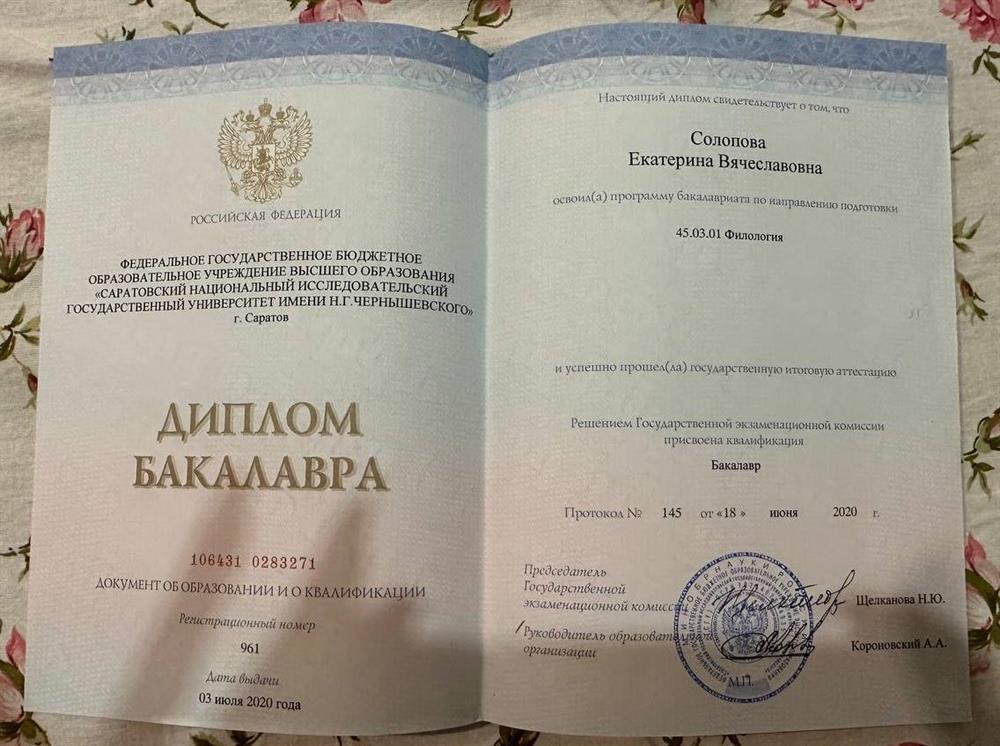 РОССИЙСКАЯ ФЕДЕРАЦИЯ
ФЕДЕРАЛЬНОЕ ГОСУДАРСТВЕННОЕ БЮДЖЕТНОЕ
ОБРАЗОВАТЕЛЬНОЕ УЧРЕЖДЕНИЕ ВЫСШЕГО ОБРАЗОВАНИЯ
«САРАТОВСКИЙ НАЦИОНАЛЬНЫЙ ИССЛЕДОВАТЕЛЬСКИЙ
ГОСУДАРСТВЕННЫЙ УНИВЕРСИТЕТ ИМЕНИ Н.Г.ЧЕРНЫШЕВСКОГО»
г. Саратов
ДИПЛОМ
БАКАЛАВРА
106431 0283271
ДОКУМЕНТ ОБ ОБРАЗОВАНИИ И О КВАЛИФИКАЦИИ
Регистрационный номер
961
Дата выдачи
03 июля 2020 года
Настоящий диплом свидетельствует о том, что
Солопова
Екатерина Вячеславовна
освоил(а) программу бакалавриата по направлению подготовки
45.03.01 Филология
и успешно прошел(ла) государственную итоговую аттестацию
Решением Государственной экзаменационной комиссии
присвоена квалификация
Бакалавр
Протокол № 145 от «18 » июня 2020 г.
Председатель
Государственной
экзаменационной комиссии Щелканова Н.Ю.
Руководитель образовательной
организации Короновский А.А.
М.П.